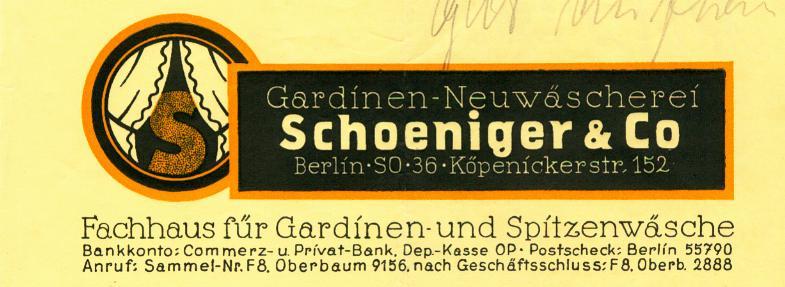 Gardinen-Neuwäscherei
Schoeniger & Co
Berlin·SO·36·Köpenickerstr. 152
S
Fachhaus für Gardinen- und Spitzenwäsche
Bankkonto: Commerz- u. Privat-Bank, Dep.-Kasse OP · Postscheck: Berlin 55790
Anruf: Sammel-Nr. F8, Oberbaum 9156, nach Geschäftsschluss: F8, Oberb. 2888